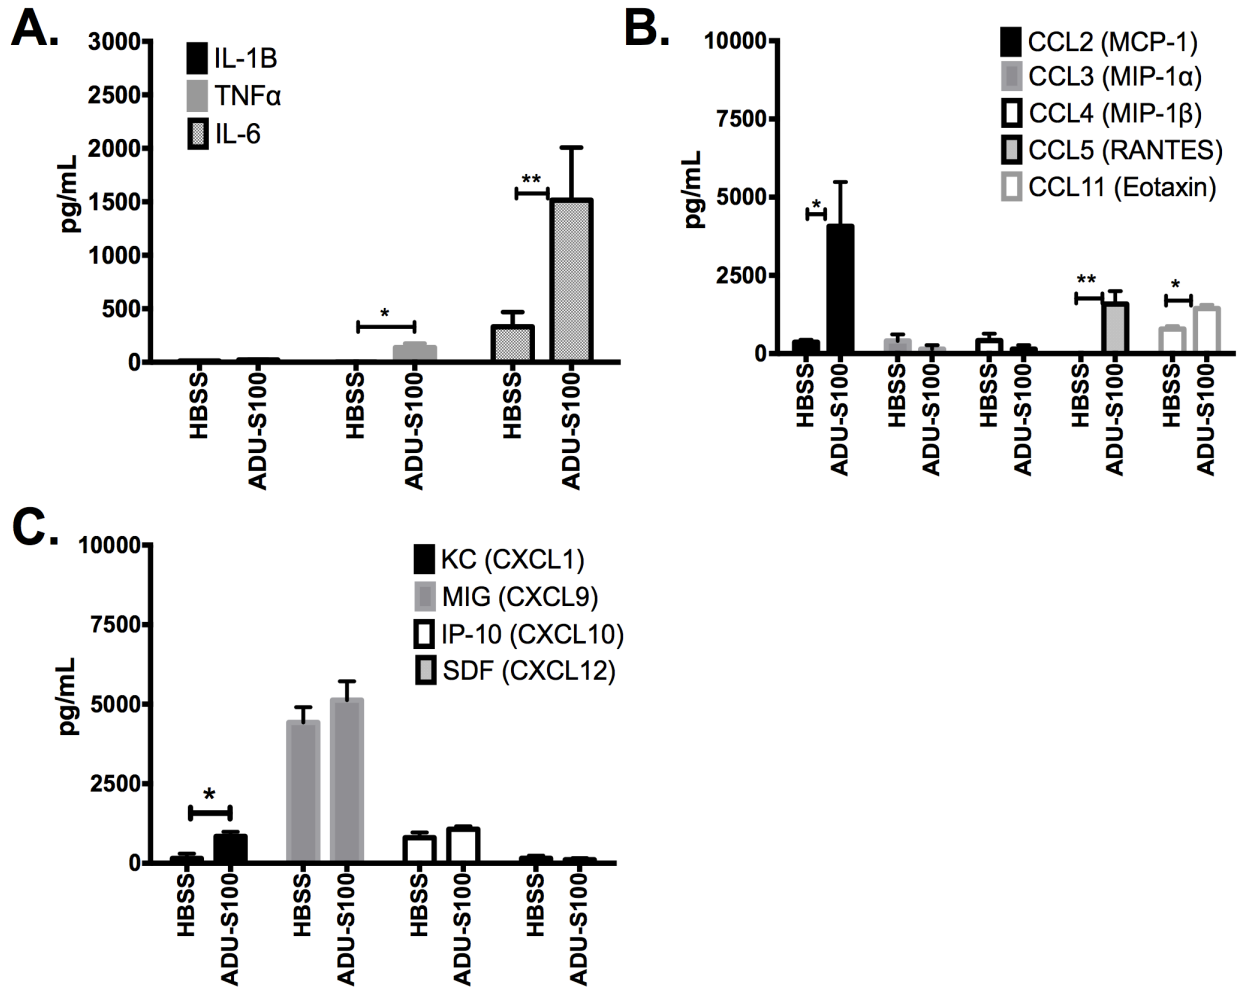 A.
3000
2500
2000
1500
1000
500
0
pg/mL
IL-1B
TNFα
IL-6
*
**
HBSS
ADU-S100
HBSS
ADU-S100
HBSS
ADU-S100
B.
10000
7500
5000
2500
0
pg/mL
CCL2 (MCP-1)
CCL3 (MIP-1α)
CCL4 (MIP-1β)
CCL5 (RANTES)
CCL11 (Eotaxin)
*
**
*
HBSS
ADU-S100
HBSS
ADU-S100
HBSS
ADU-S100
HBSS
ADU-S100
HBSS
ADU-S100
C.
10000
7500
5000
2500
0
pg/mL
KC (CXCL1)
MIG (CXCL9)
IP-10 (CXCL10)
SDF (CXCL12)
*
HBSS
ADU-S100
HBSS
ADU-S100
HBSS
ADU-S100
HBSS
ADU-S100